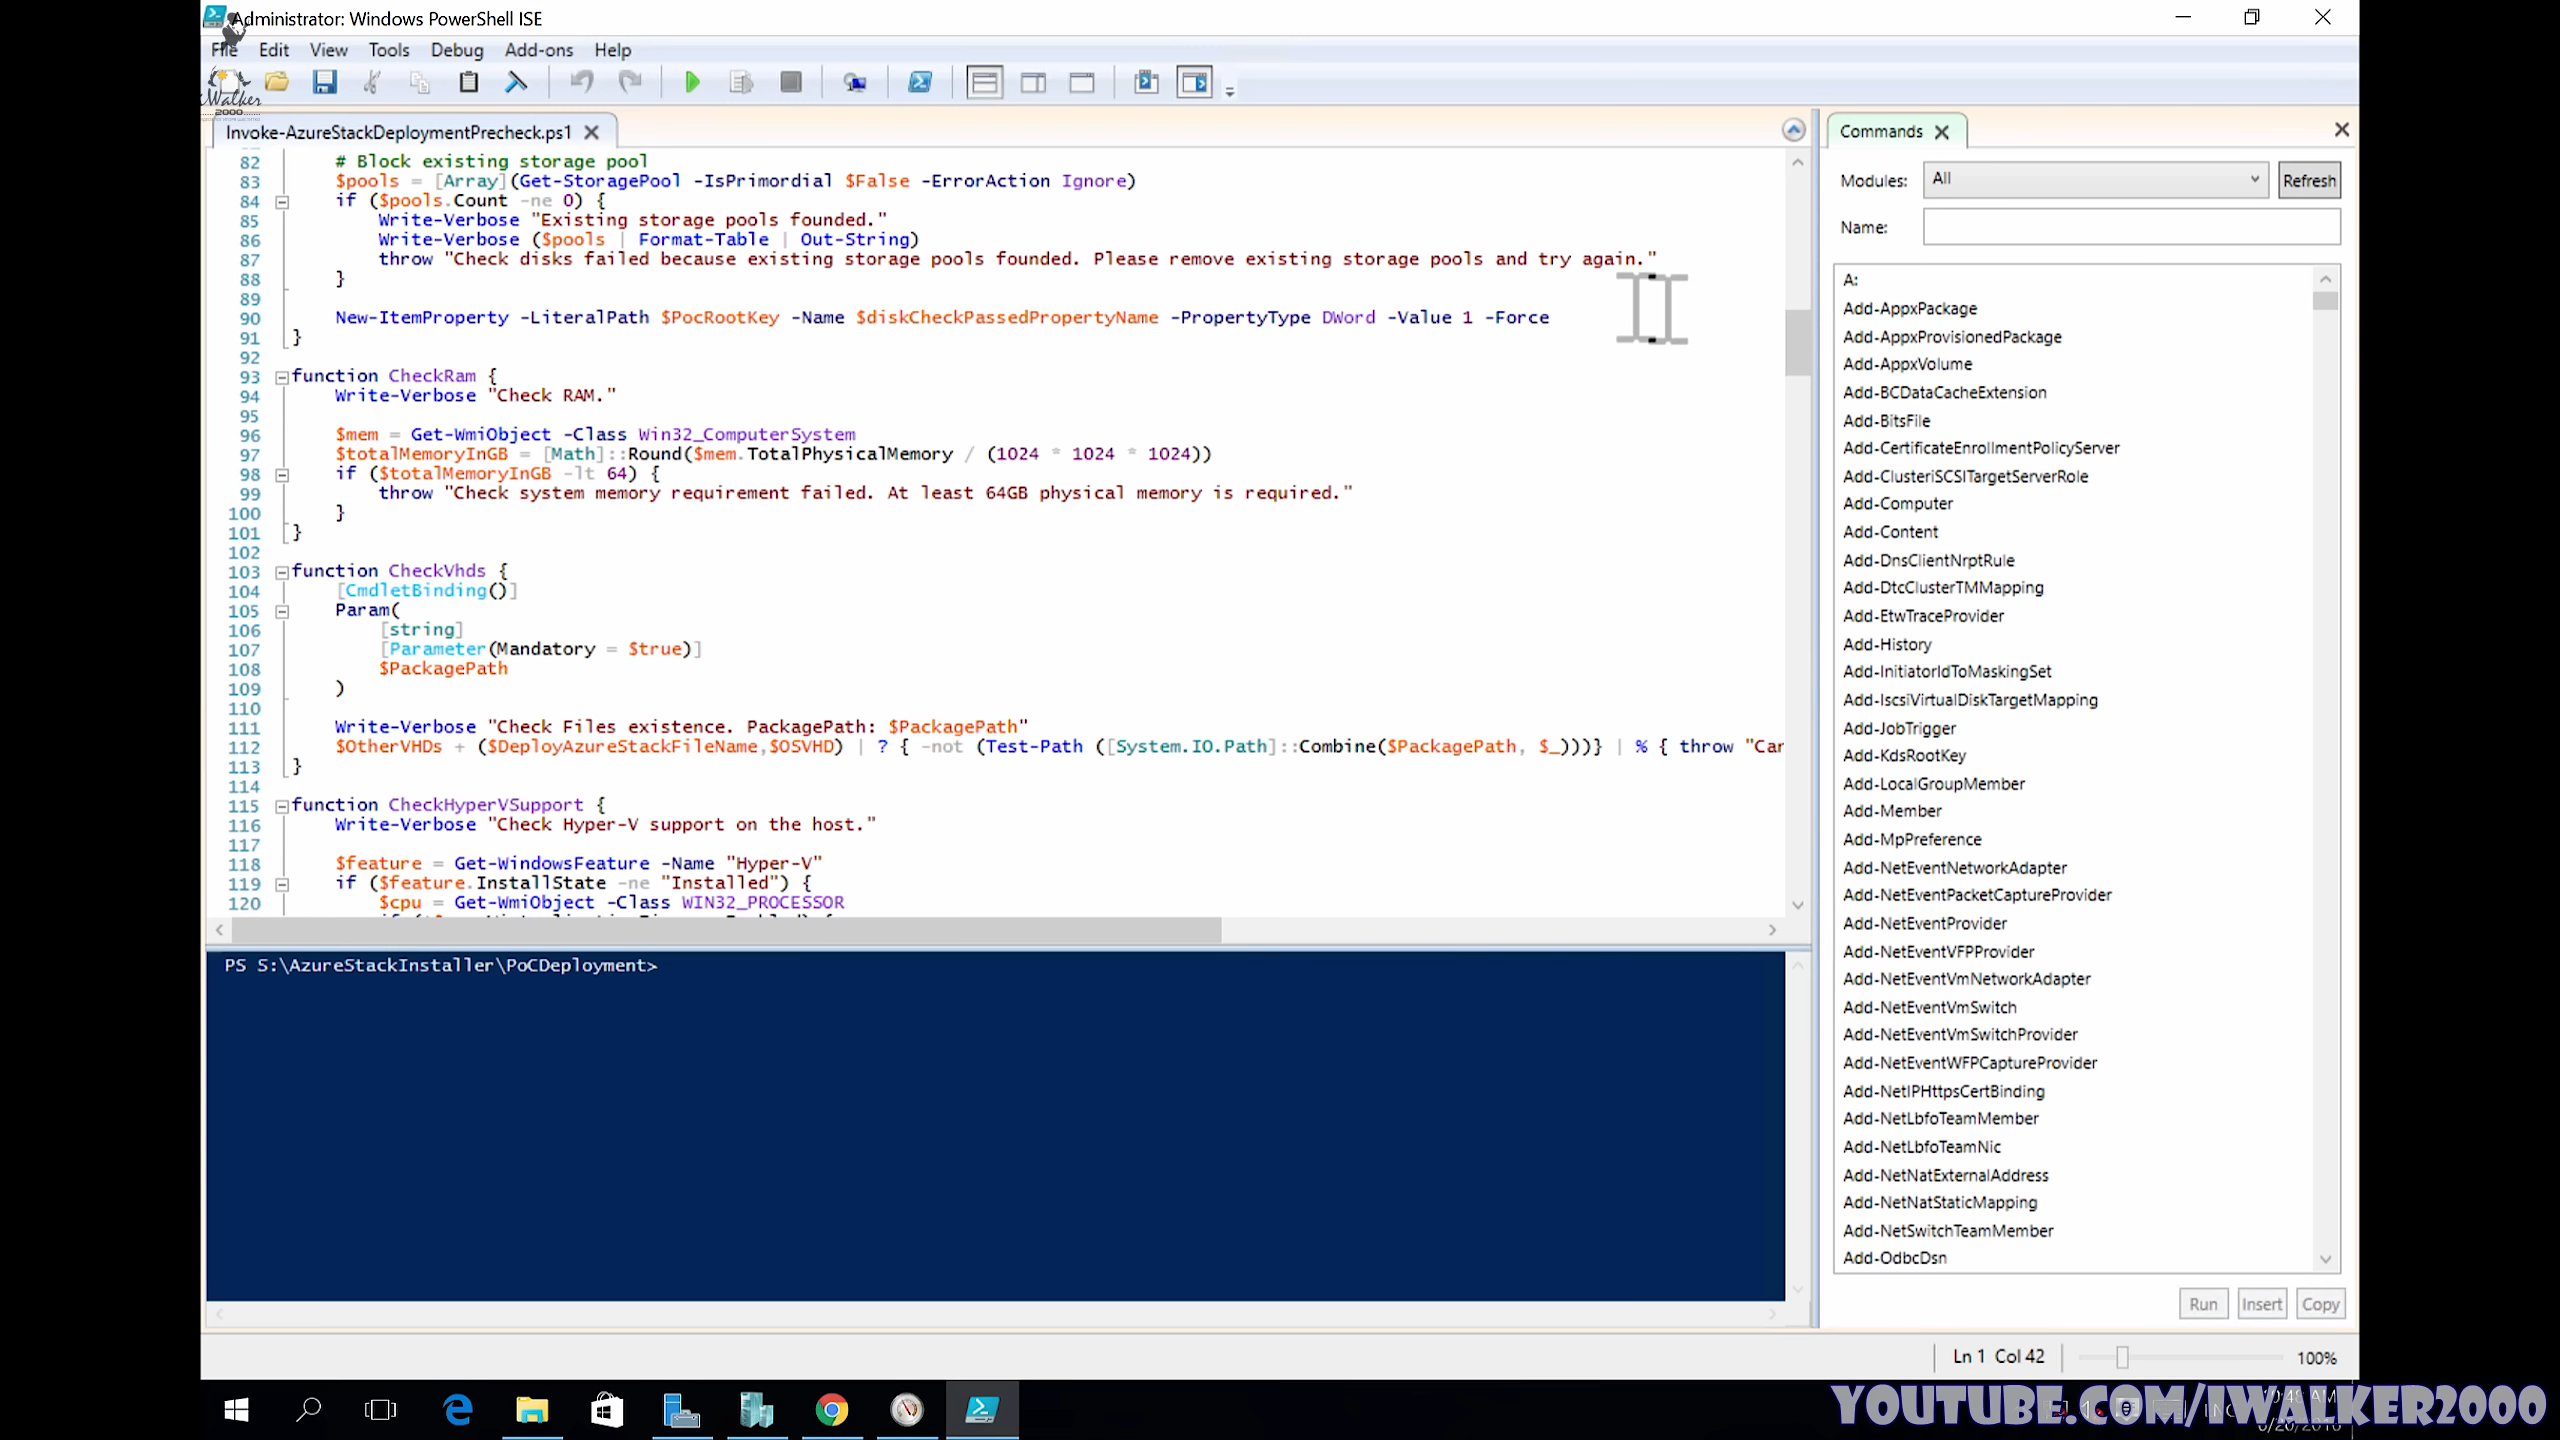 Administrator: Windows PowerShell ISE
File Edit View Tools Debug Add-ons Help
iWalker
2000
Invoke-AzureStackDeploymentPrecheck.ps1
82 # Block existing storage pool
83 $pools = [Array](Get-StoragePool -IsPrimordial $False -ErrorAction Ignore)
84 if ($pools.Count -ne 0) {
85 Write-Verbose "Existing storage pools founded."
86 Write-Verbose ($pools | Format-Table | Out-String)
87 throw "Check disks failed because existing storage pools founded. Please remove existing storage pools and try again."
88 }
89
90 New-ItemProperty -LiteralPath $PocRootKey -Name $diskCheckPassedPropertyName -PropertyType DWord -Value 1 -Force
91 }
92
93 function CheckRam {
94 Write-Verbose "Check RAM."
95
96 $mem = Get-WmiObject -Class Win32_ComputerSystem
97 $totalMemoryInGB = [Math]::Round($mem.TotalPhysicalMemory / (1024 * 1024 * 1024))
98 if ($totalMemoryInGB -lt 64) {
99 throw "Check system memory requirement failed. At least 64GB physical memory is required."
100 }
101 }
102
103 function CheckVhds {
104 [CmdletBinding()]
105 Param(
106 [string]
107 [Parameter(Mandatory = $true)]
108 $PackagePath
109 )
110
111 Write-Verbose "Check Files existence. PackagePath: $PackagePath"
112 $OtherVHDs + ($DeployAzureStackFileName,$OSVHD) | ? { -not (Test-Path ([System.IO.Path]::Combine($PackagePath, $_)))} | % { throw "Car
113 }
114
115 function CheckHyperVSupport {
116 Write-Verbose "Check Hyper-V support on the host."
117
118 $feature = Get-WindowsFeature -Name "Hyper-V"
119 if ($feature.InstallState -ne "Installed") {
120 $cpu = Get-WmiObject -Class WIN32_PROCESSOR
PS S:\AzureStackInstaller\PoCDeployment>
Commands
Modules: All Refresh
Name:
A:
Add-AppxPackage
Add-AppxProvisionedPackage
Add-AppxVolume
Add-BCDataCacheExtension
Add-BitsFile
Add-CertificateEnrollmentPolicyServer
Add-ClusteriSCSITargetServerRole
Add-Computer
Add-Content
Add-DnsClientNrptRule
Add-DtcClusterTMMapping
Add-EtwTraceProvider
Add-History
Add-InitiatorIdToMaskingSet
Add-IscsiVirtualDiskTargetMapping
Add-JobTrigger
Add-KdsRootKey
Add-LocalGroupMember
Add-Member
Add-MpPreference
Add-NetEventNetworkAdapter
Add-NetEventPacketCaptureProvider
Add-NetEventProvider
Add-NetEventVFPProvider
Add-NetEventVmNetworkAdapter
Add-NetEventVmSwitch
Add-NetEventVmSwitchProvider
Add-NetEventWFPCaptureProvider
Add-NetIPHttpsCertBinding
Add-NetLbfoTeamMember
Add-NetLbfoTeamNic
Add-NetNatExternalAddress
Add-NetNatStaticMapping
Add-NetSwitchTeamMember
Add-OdbcDsn
Run Insert Copy
Ln 1 Col 42 100%
YOUTUBE.COM/IWALKER2000